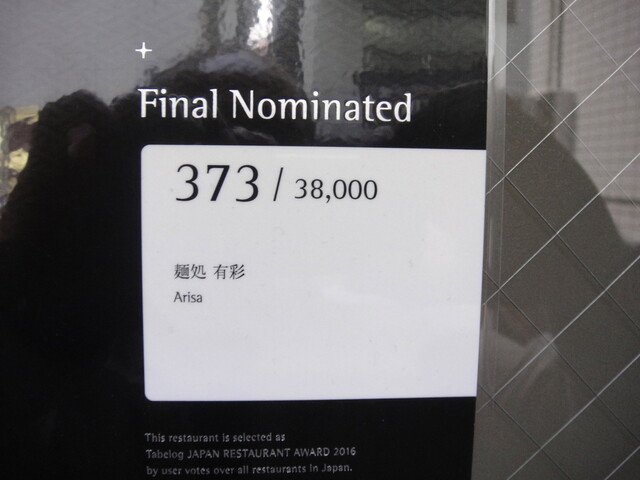 Final Nominated
373 / 38,000
麺処 有彩
Arisa
This restaurant is selected as
Tabelog JAPAN RESTAURANT AWARD 2016
by user votes over all restaurants in Japan.